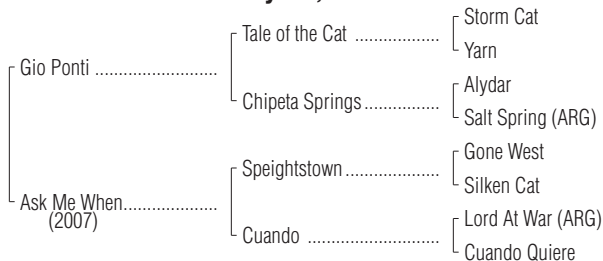 Storm Cat
Tale of the Cat ..................
Yarn
Gio Ponti ..........................
Alydar
Chipeta Springs................
Salt Spring (ARG)
Gone West
Speightstown....................
Silken Cat
Ask Me When....................
(2007)
Lord At War (ARG)
Cuando ............................
Cuando Quiere